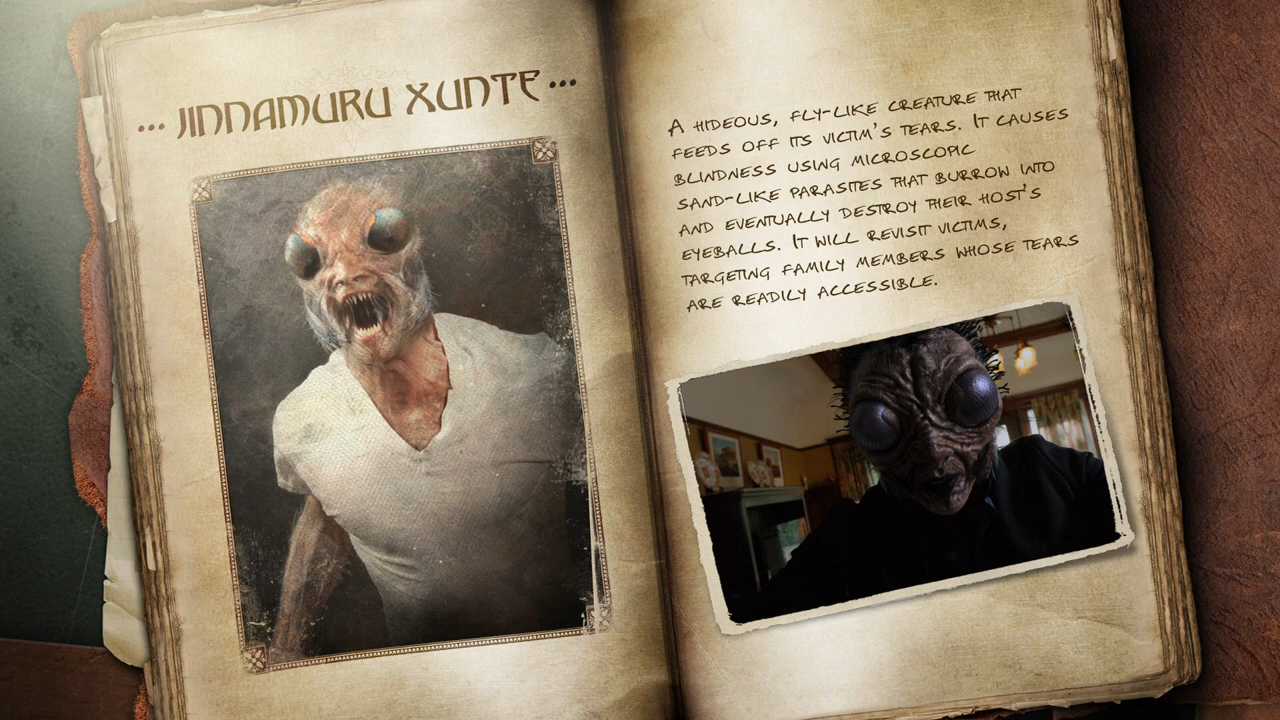 ... JINNAMURU XUNTE ...
A HIDEOUS, FLY-LIKE CREATURE THAT
FEEDS OFF ITS VICTIM'S TEARS. IT CAUSES
BLINDNESS USING MICROSCOPIC
SAND-LIKE PARASITES THAT BURROW INTO
AND EVENTUALLY DESTROY THEIR HOST'S
EYEBALLS. IT WILL REVISIT VICTIMS,
TARGETING FAMILY MEMBERS WHOSE TEARS
ARE READILY ACCESSIBLE.